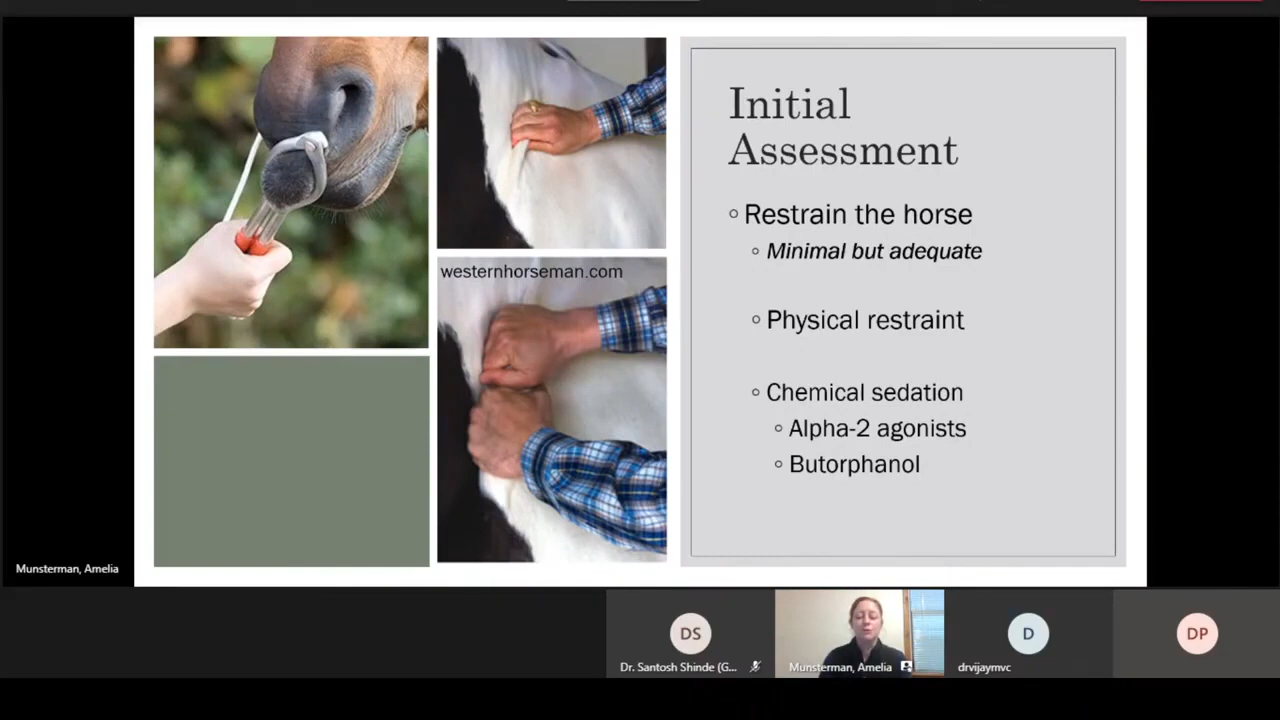 westernhorseman.com
Initial
Assessment
Restrain the horse
Minimal but adequate
Physical restraint
Chemical sedation
Alpha-2 agonists
Butorphanol
Munsterman, Amelia
DS
Dr. Santosh Shinde (G...
Munsterman, Amelia
D
drvijaymvc
DP